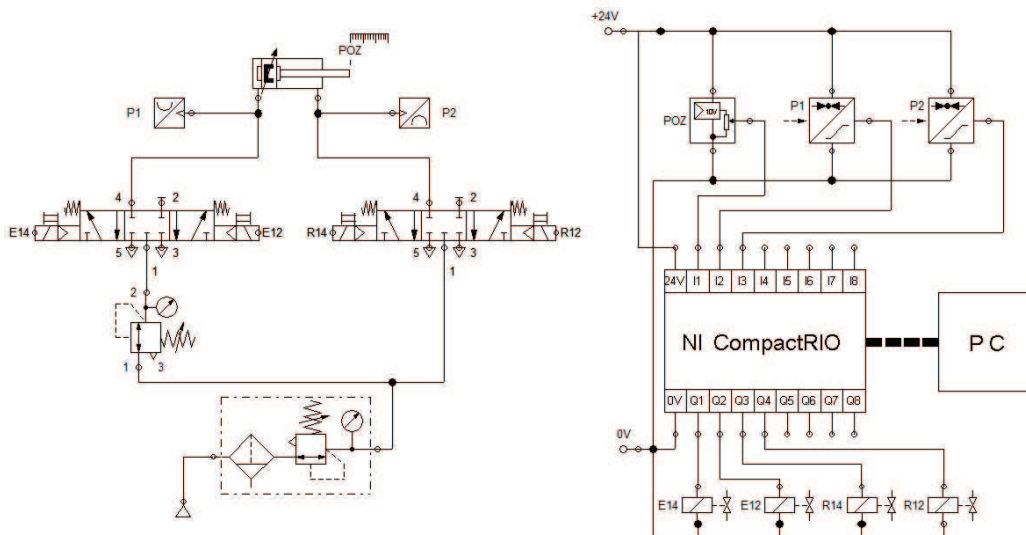 POZ
P1
P2
4
2
4
2
E14
E12
R14
R12
5
3
1
5
3
1
2
1
3
+24V
POZ
10V
P1
P2
24V I1 I2 I3 I4 I5 I6 I7 I8
NI CompactRIO
PC
0V Q1 Q2 Q3 Q4 Q5 Q6 Q7 Q8
0V
E14
E12
R14
R12